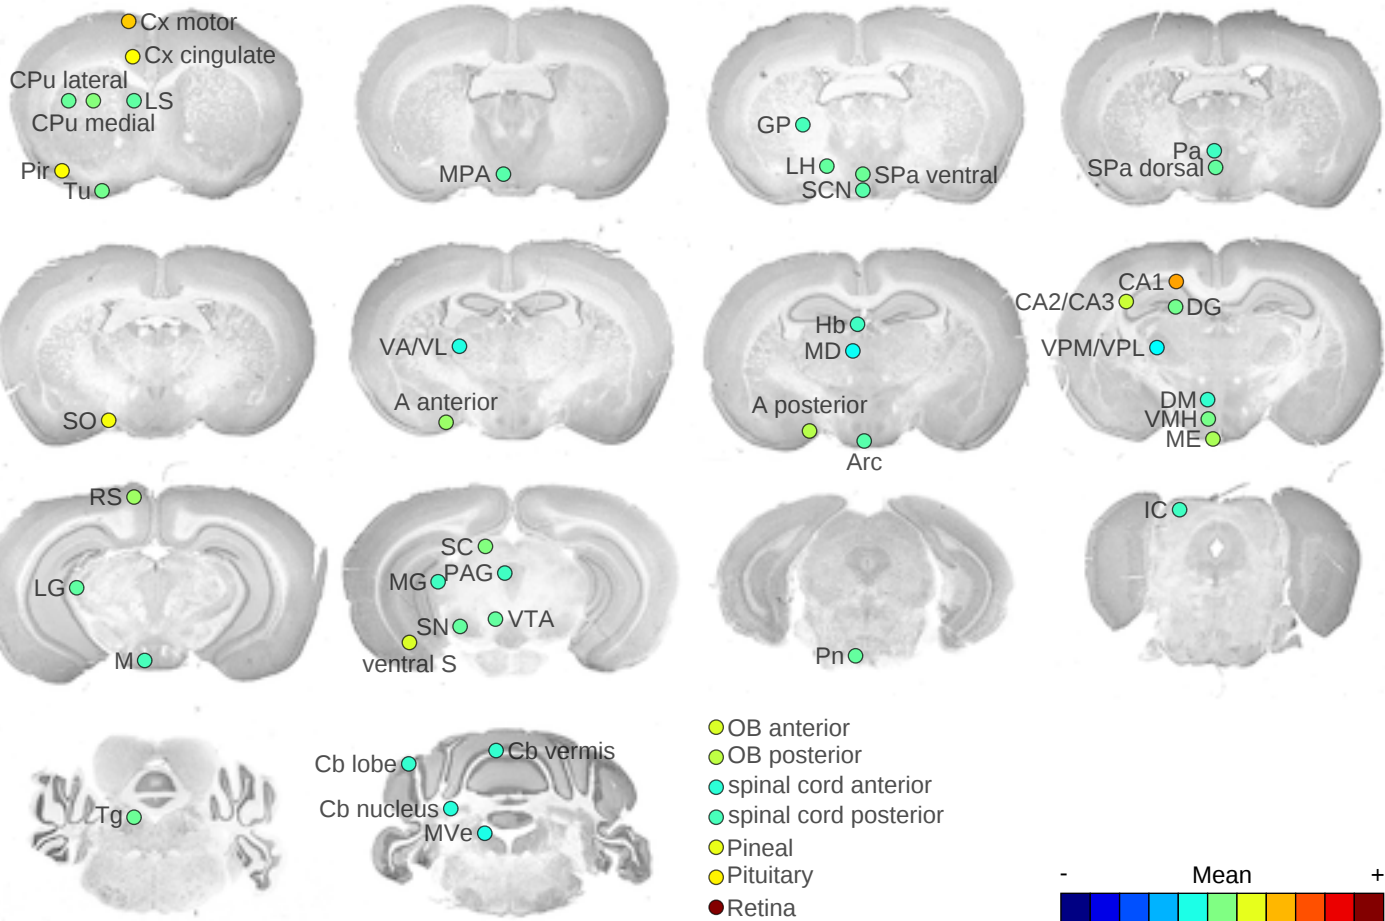 Cx motor
Cx cingulate
CPu lateral
LS
CPu medial
Pir
Tu
MPA
GP
LH
SPa ventral
SCN
Pa
SPa dorsal
SO
VA/VL
A anterior
Hb
MD
A posterior
Arc
CA1
CA2/CA3
DG
VPM/VPL
DM
VMH
ME
RS
LG
M
SC
MG
PAG
SN
VTA
ventral S
Pn
IC
Tg
Cb lobe
Cb vermis
Cb nucleus
MVe
OB anterior
OB posterior
spinal cord anterior
spinal cord posterior
Pineal
Pituitary
Retina
- Mean +